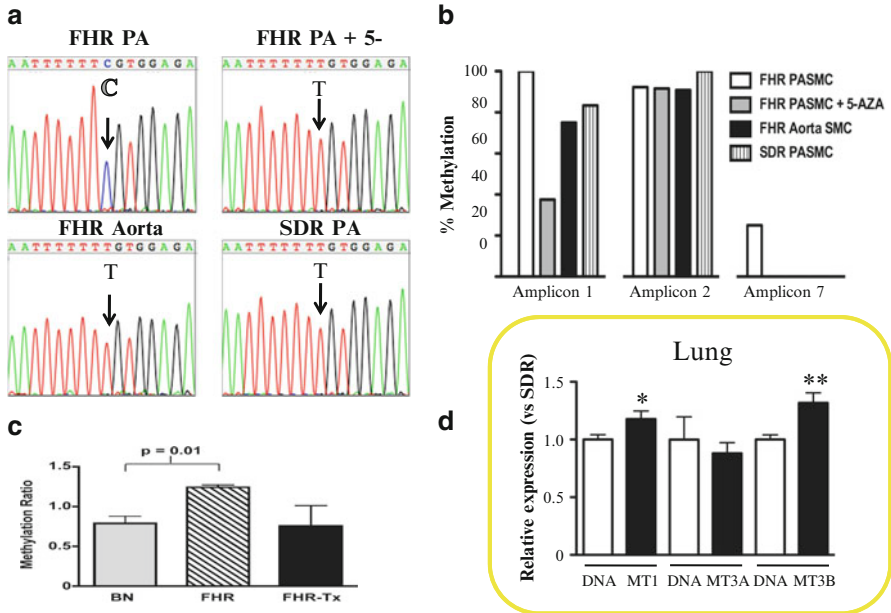 a
FHR PA
AATTTTTTCGTGGAGA
C
FHR PA + 5-
AATTTTTTTGTGGAGA
T
FHR Aorta
AATTTTTTTGTGGAGA
T
SDR PA
AATTTTTTTGTGGAGA
T
b
% Methylation
100
80
60
40
20
0
FHR PASMC
FHR PASMC + 5-AZA
FHR Aorta SMC
SDR PASMC
Amplicon 1
Amplicon 2
Amplicon 7
c
Methylation Ratio
p = 0.01
1.5
1.0
0.5
0
BN
FHR
FHR-Tx
d
Lung
Relative expression (vs SDR)
1.5
1.0
0.5
0
*
**
DNA MT1 DNA MT3A DNA MT3B